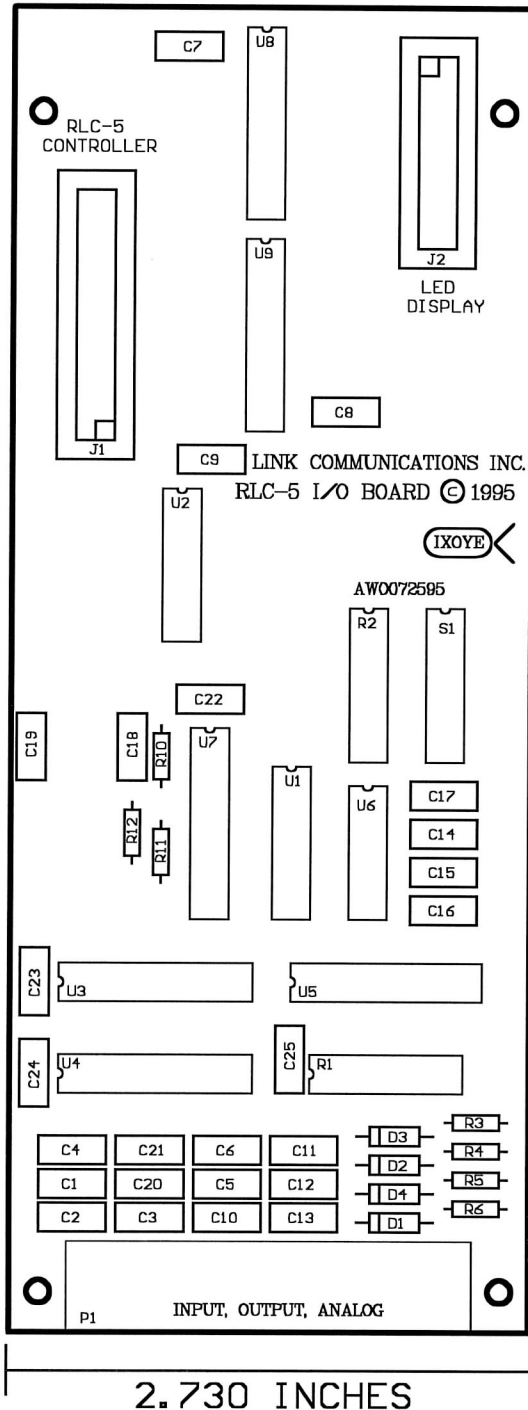 C7
U8
RLC-5
CONTROLLER
U9
J2
LED
DISPLAY
C8
J1
C9
LINK COMMUNICATIONS INC.
RLC-5 I/O BOARD © 1995
U2
IXOYE
AW0072595
R2
S1
C22
C19
C18
R10
U7
U1
U6
C17
R12
R11
C14
C15
C16
C23
U3
U5
C24
U4
C25
R1
C4 C21 C6 C11
D3
R3
C1 C20 C5 C12
D2
R4
C2 C3 C10 C13
D4
R5
D1
R6
P1
INPUT, OUTPUT, ANALOG
2.730 INCHES